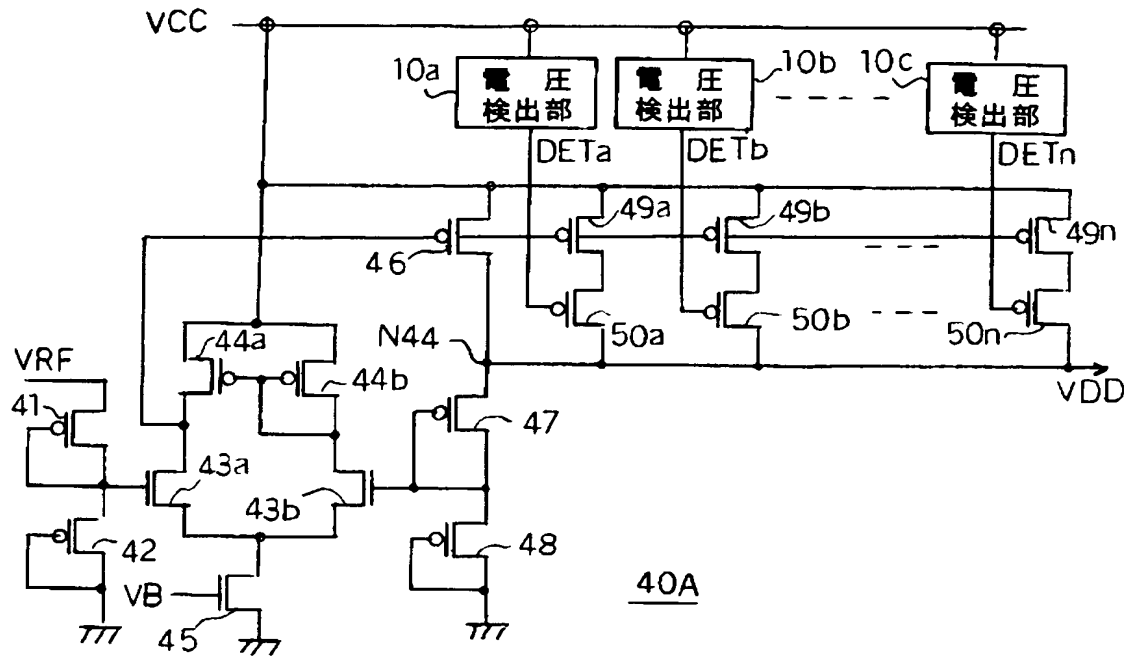 VCC
10a
電 圧
検出部
10b
電 圧
検出部
10c
電 圧
検出部
DETa
DETb
DETn
46
49a
49b
49n
50a
50b
50n
N44
VDD
VRF
41
42
43a
43b
44a
44b
47
48
VB
45
40A